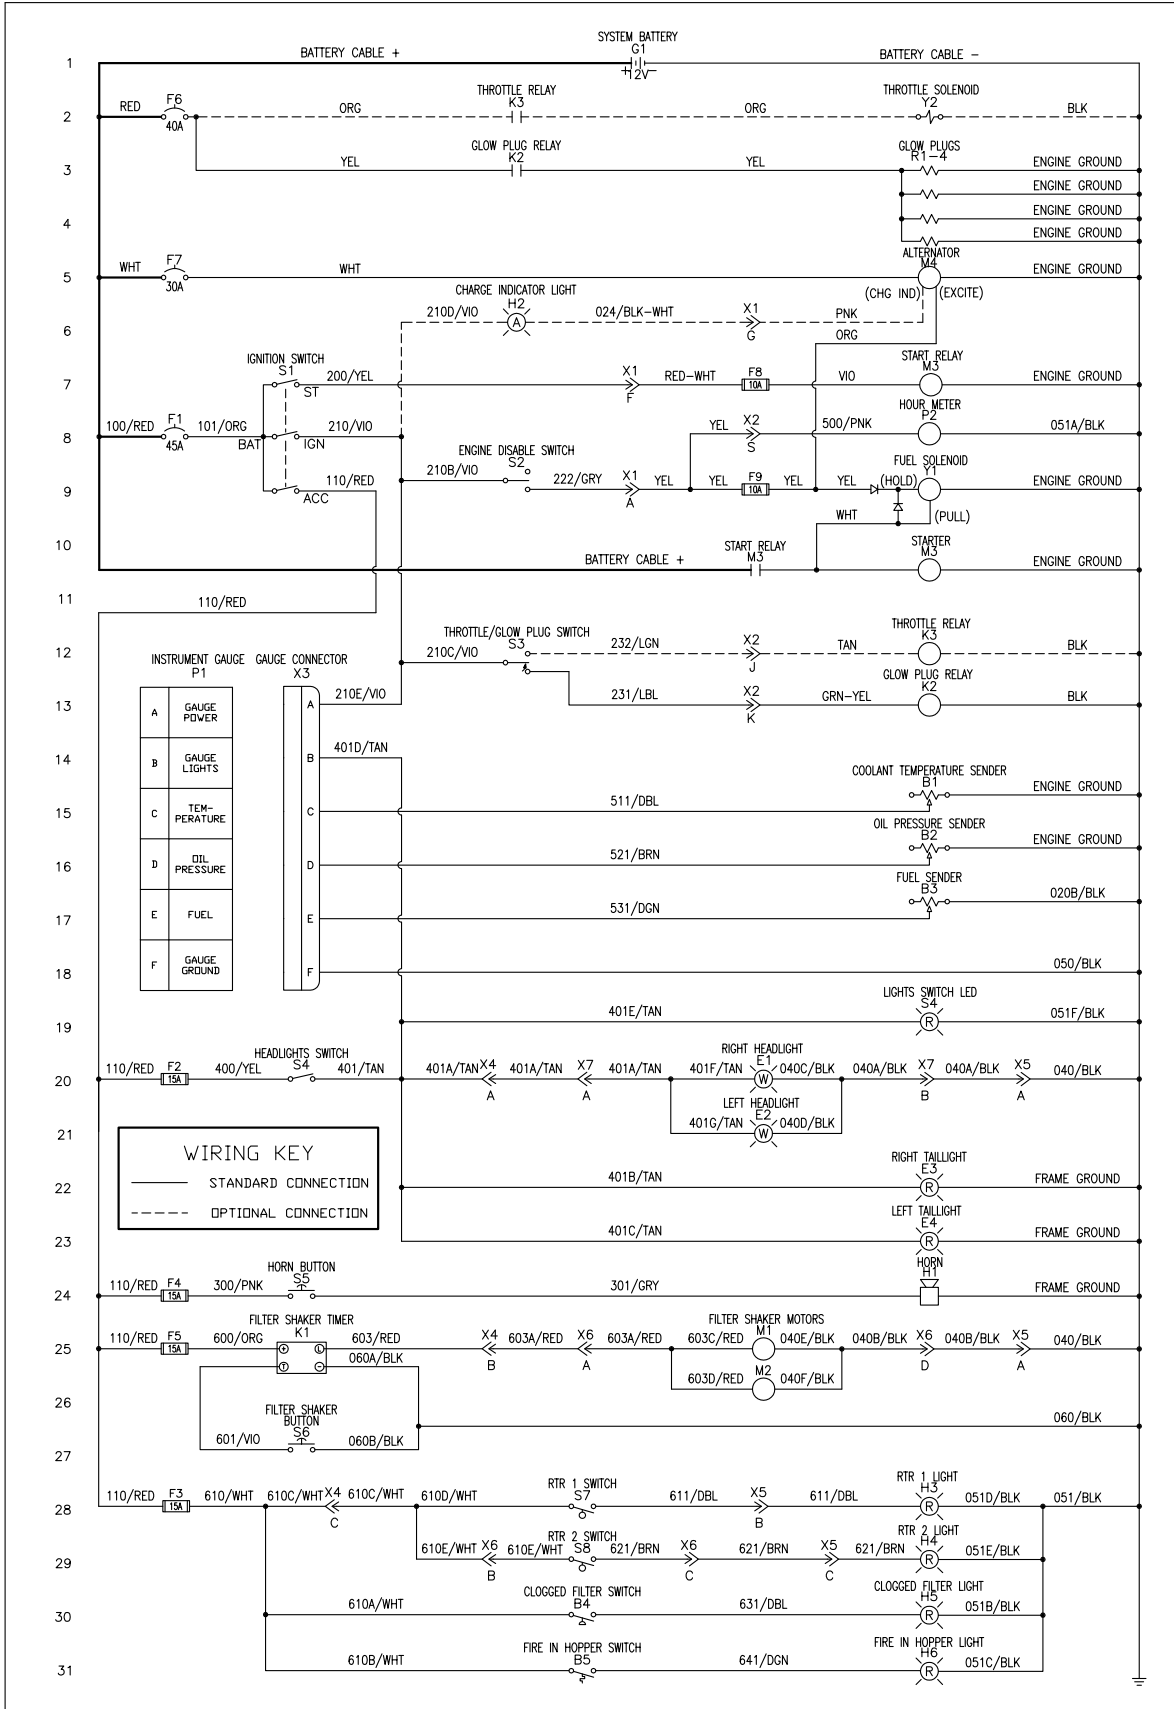 SYSTEM BATTERY
1 BATTERY CABLE + G1 BATTERY CABLE −
+12V−
THROTTLE RELAY THROTTLE SOLENOID
2 RED F6 ORG K3 ORG Y2 BLK
40A
GLOW PLUG RELAY GLOW PLUGS
3 YEL K2 YEL R1-4 ENGINE GROUND
ENGINE GROUND
4 ENGINE GROUND
ENGINE GROUND
ALTERNATOR
5 WHT F7 WHT M4 ENGINE GROUND
30A
CHARGE INDICATOR LIGHT (CHG IND) (EXCITE)
6 210D/VIO H2 A 024/BLK-WHT X1 PNK
G ORG
IGNITION SWITCH START RELAY
7 S1 200/YEL X1 RED-WHT F8 VIO M3 ENGINE GROUND
ST F 10A
HOUR METER
8 100/RED F1 101/ORG 210/VIO YEL X2 500/PNK P2 051A/BLK
45A BAT IGN S
ENGINE DISABLE SWITCH FUEL SOLENOID
9 110/RED 210B/VIO S2 222/GRY X1 YEL F9 YEL YEL (HOLD) Y1 ENGINE GROUND
ACC A 10A
WHT (PULL)
START RELAY STARTER
10 BATTERY CABLE + M3 M3 ENGINE GROUND
11 110/RED
THROTTLE/GLOW PLUG SWITCH THROTTLE RELAY
12 210C/VIO S3 232/LGN X2 TAN K3 BLK
J
INSTRUMENT GAUGE GAUGE CONNECTOR GLOW PLUG RELAY
P1 X3
13 A GAUGE POWER A 210E/VIO 231/LBL X2 GRN-YEL K2 BLK
K
14 B GAUGE LIGHTS B 401D/TAN
COOLANT TEMPERATURE SENDER
B1 ENGINE GROUND
15 C TEM-PERATURE C 511/DBL
OIL PRESSURE SENDER
B2 ENGINE GROUND
16 D OIL PRESSURE D 521/BRN
FUEL SENDER
B3 020B/BLK
17 E FUEL E 531/DGN
18 F GAUGE GROUND F 050/BLK
LIGHTS SWITCH LED
19 401E/TAN S4 R 051F/BLK
HEADLIGHTS SWITCH RIGHT HEADLIGHT
20 110/RED F2 400/YEL S4 401/TAN 401A/TAN X4 401A/TAN X7 401A/TAN 401F/TAN E1 W 040C/BLK 040A/BLK X7 040A/BLK X5 040/BLK
15A A A B A
LEFT HEADLIGHT
21 401G/TAN E2 W 040D/BLK
WIRING KEY
STANDARD CONNECTION
OPTIONAL CONNECTION
RIGHT TAILLIGHT
22 401B/TAN E3 R FRAME GROUND
LEFT TAILLIGHT
23 401C/TAN E4 R FRAME GROUND
HORN BUTTON HORN
24 110/RED F4 300/PNK S5 301/GRY H1 FRAME GROUND
15A
FILTER SHAKER TIMER FILTER SHAKER MOTORS
25 110/RED F5 600/ORG K1 603/RED X4 603A/RED X6 603A/RED 603C/RED M1 040E/BLK 040B/BLK X6 040B/BLK X5 040/BLK
15A + L B A D A
T − 060A/BLK
603D/RED M2 040F/BLK
26 FILTER SHAKER BUTTON 060/BLK
S6
601/VIO 060B/BLK
27
RTR 1 SWITCH RTR 1 LIGHT
28 110/RED F3 610/WHT 610C/WHT X4 610C/WHT 610D/WHT S7 611/DBL X5 611/DBL H3 R 051D/BLK 051/BLK
15A C B
RTR 2 SWITCH RTR 2 LIGHT
29 610E/WHT X6 610E/WHT S8 621/BRN X6 621/BRN X5 621/BRN H4 R 051E/BLK
B C C
CLOGGED FILTER SWITCH CLOGGED FILTER LIGHT
30 610A/WHT B4 631/DBL H5 R 051B/BLK
FIRE IN HOPPER SWITCH FIRE IN HOPPER LIGHT
31 610B/WHT B5 641/DGN H6 R 051C/BLK